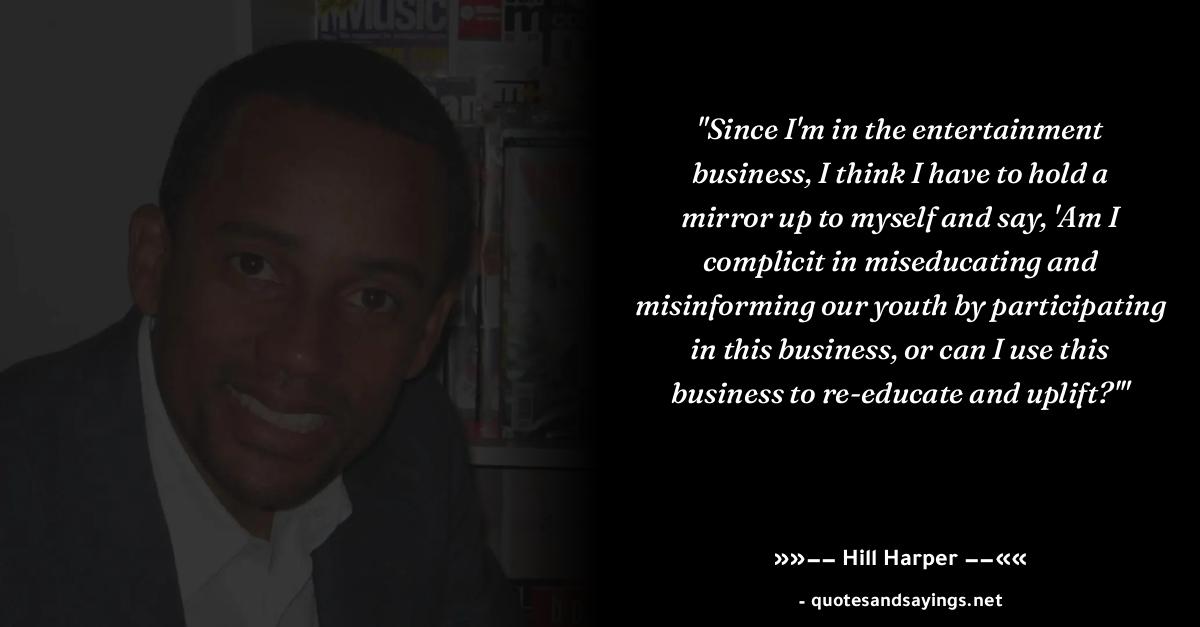 MUSIC
"Since I'm in the entertainment
business, I think I have to hold a
mirror up to myself and say, 'Am I
complicit in miseducating and
misinforming our youth by participating
in this business, or can I use this
business to re-educate and uplift?'"
»»−− Hill Harper −−««
- quotesandsayings.net